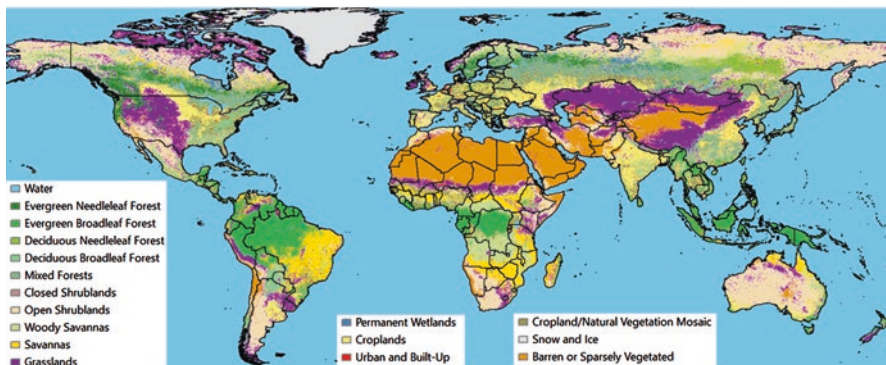 Water
Evergreen Needleleaf Forest
Evergreen Broadleaf Forest
Deciduous Needleleaf Forest
Deciduous Broadleaf Forest
Mixed Forests
Closed Shrublands
Open Shrublands
Woody Savannas
Savannas
Grasslands
Permanent Wetlands
Croplands
Urban and Built-Up
Cropland/Natural Vegetation Mosaic
Snow and Ice
Barren or Sparsely Vegetated